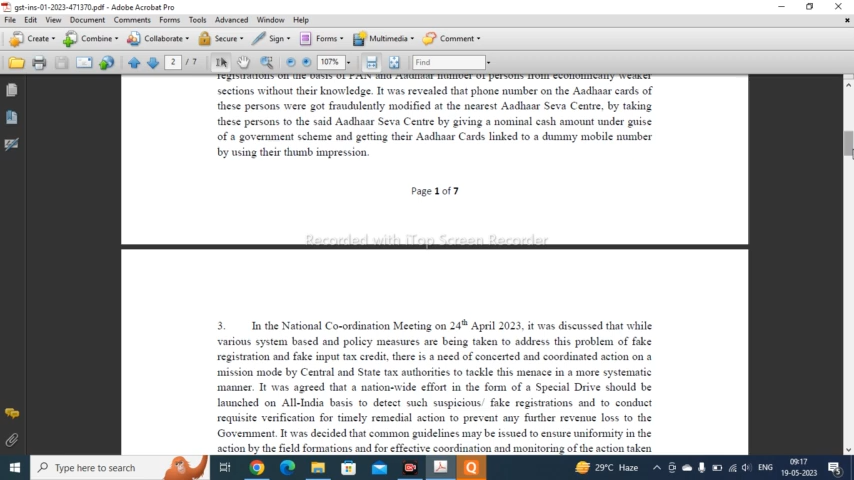 gst-ins-01-2023-471370.pdf - Adobe Acrobat Pro
File Edit View Document Comments Forms Tools Advanced Window Help
Create Combine Collaborate Secure Sign Forms Multimedia Comment
2 / 7 107% Find
registrations on the basis of PAN and Aadhaar number of persons from economically weaker
sections without their knowledge. It was revealed that phone number on the Aadhaar cards of
these persons were got fraudulently modified at the nearest Aadhaar Seva Centre, by taking
these persons to the said Aadhaar Seva Centre by giving a nominal cash amount under guise
of a government scheme and getting their Aadhaar Cards linked to a dummy mobile number
by using their thumb impression.
Page 1 of 7
Recorded with iTop Screen Recorder
3. In the National Co-ordination Meeting on 24th April 2023, it was discussed that while
various system based and policy measures are being taken to address this problem of fake
registration and fake input tax credit, there is a need of concerted and coordinated action on a
mission mode by Central and State tax authorities to tackle this menace in a more systematic
manner. It was agreed that a nation-wide effort in the form of a Special Drive should be
launched on All-India basis to detect such suspicious/ fake registrations and to conduct
requisite verification for timely remedial action to prevent any further revenue loss to the
Government. It was decided that common guidelines may be issued to ensure uniformity in the
action by the field formations and for effective coordination and monitoring of the action taken
Type here to search
29°C Haze
ENG
09:17
19-05-2023